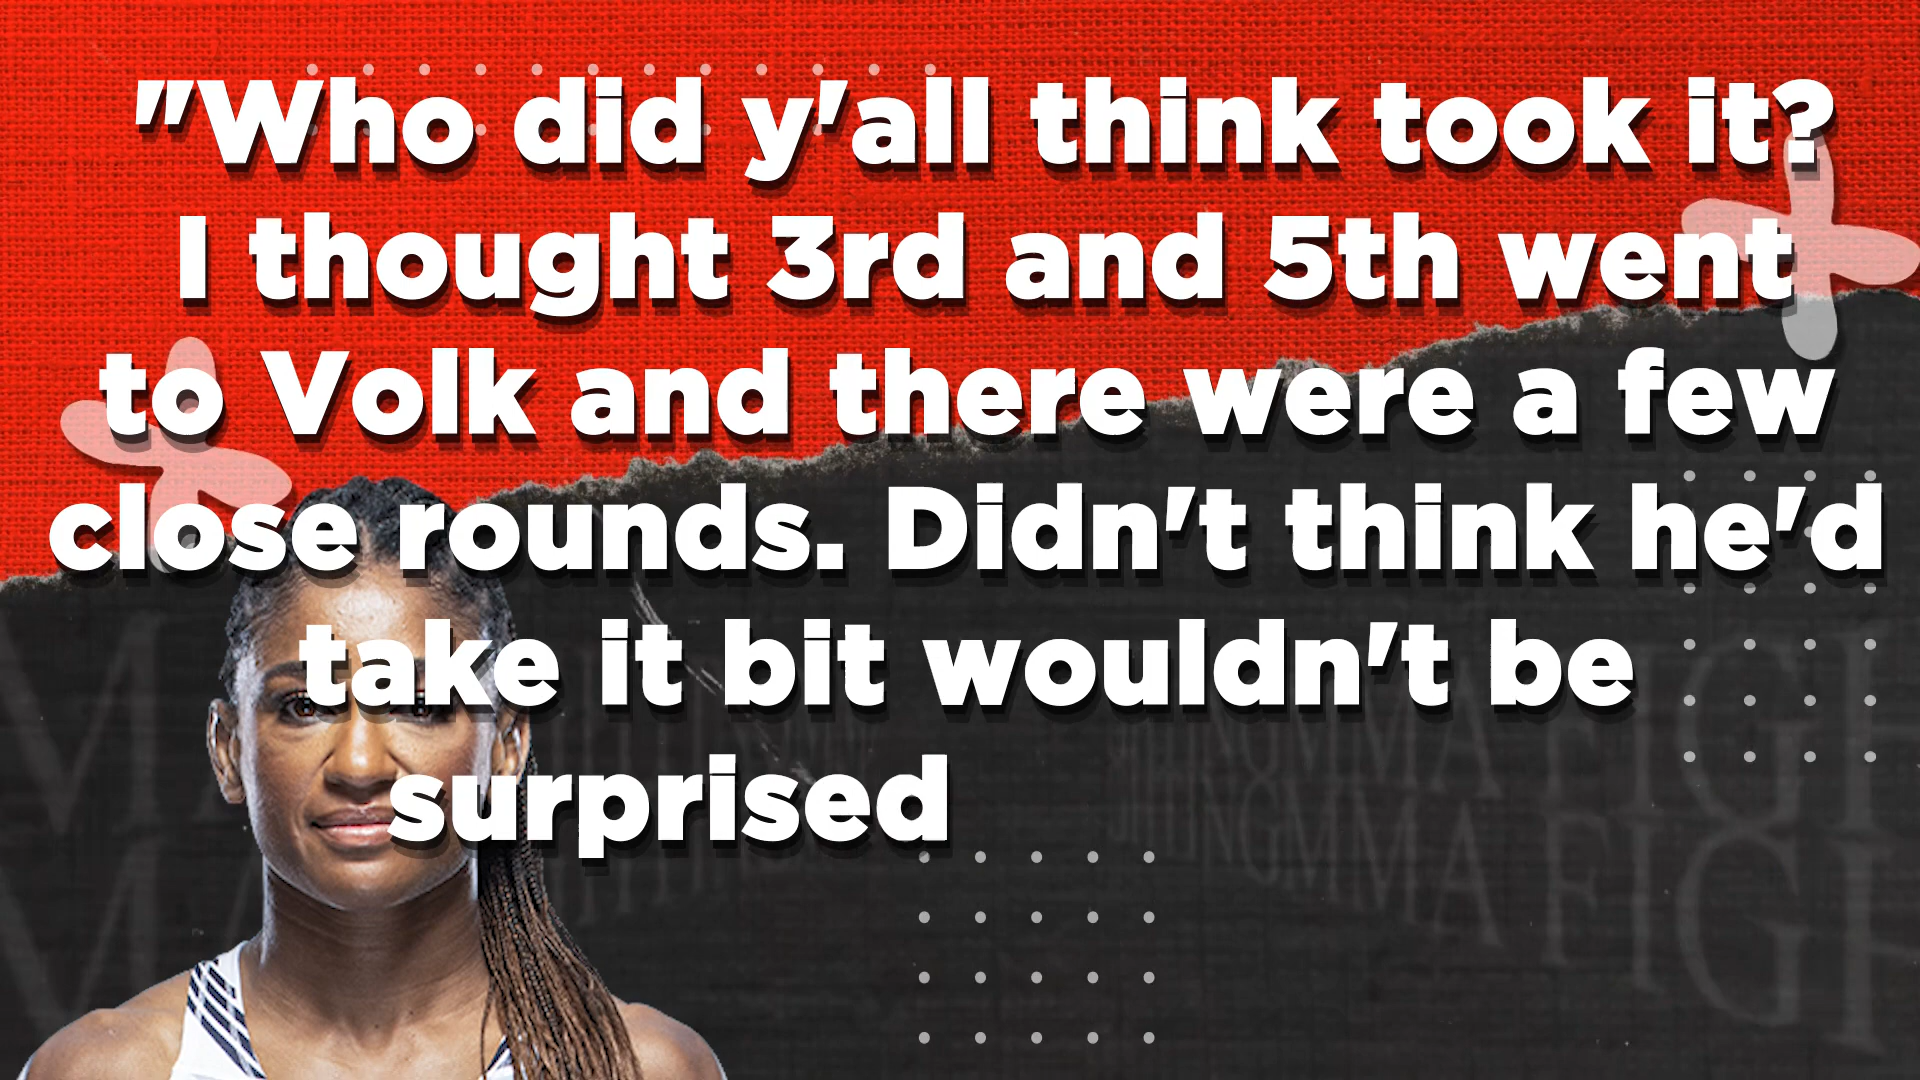 "Who did y'all think took it?
I thought 3rd and 5th went
to Volk and there were a few
close rounds. Didn't think he'd
take it bit wouldn't be
surprised